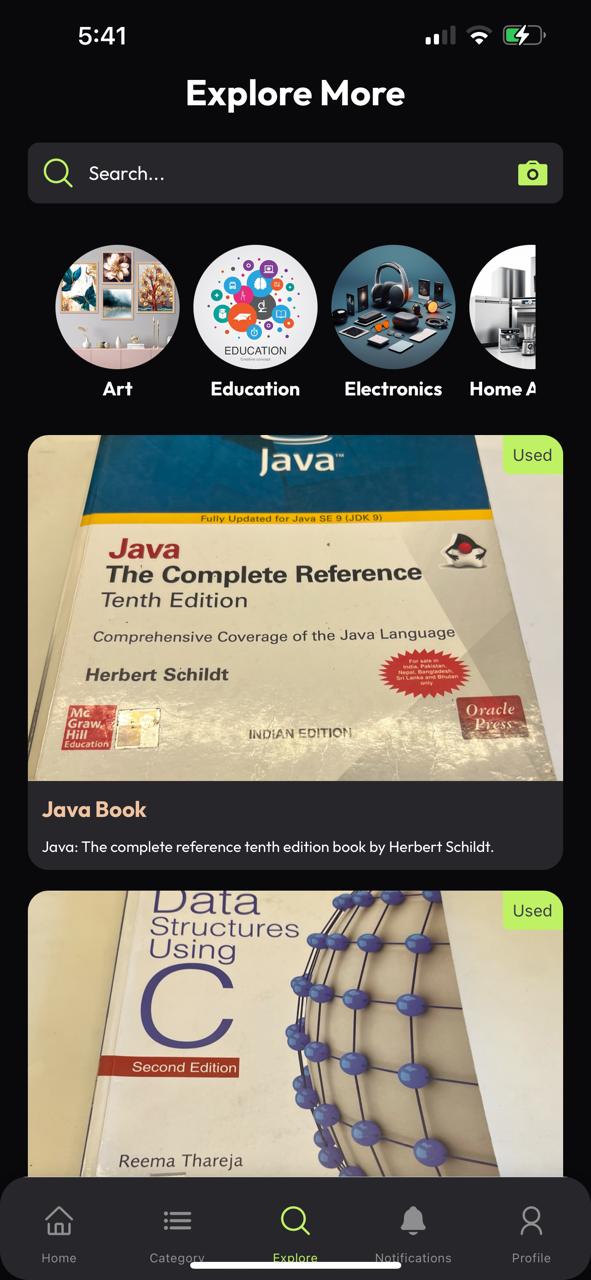 5:41
Explore More
Search...
EDUCATION
Creative concept
Art
Education
Electronics
Home A
Used
Java™
Fully Updated for Java SE 9 (JDK 9)
Java
The Complete Reference
Tenth Edition
Comprehensive Coverage of the Java Language
Herbert Schildt
For sale in
India, Pakistan,
Nepal, Bangladesh,
Sri Lanka and Bhutan
only
Mc
Graw
Hill
Education
INDIAN EDITION
Oracle
Press
Java Book
Java: The complete reference tenth edition book by Herbert Schildt.
Used
Data
Structures
Using
C
Second Edition
Reema Thareja
Home
Category
Explore
Notifications
Profile